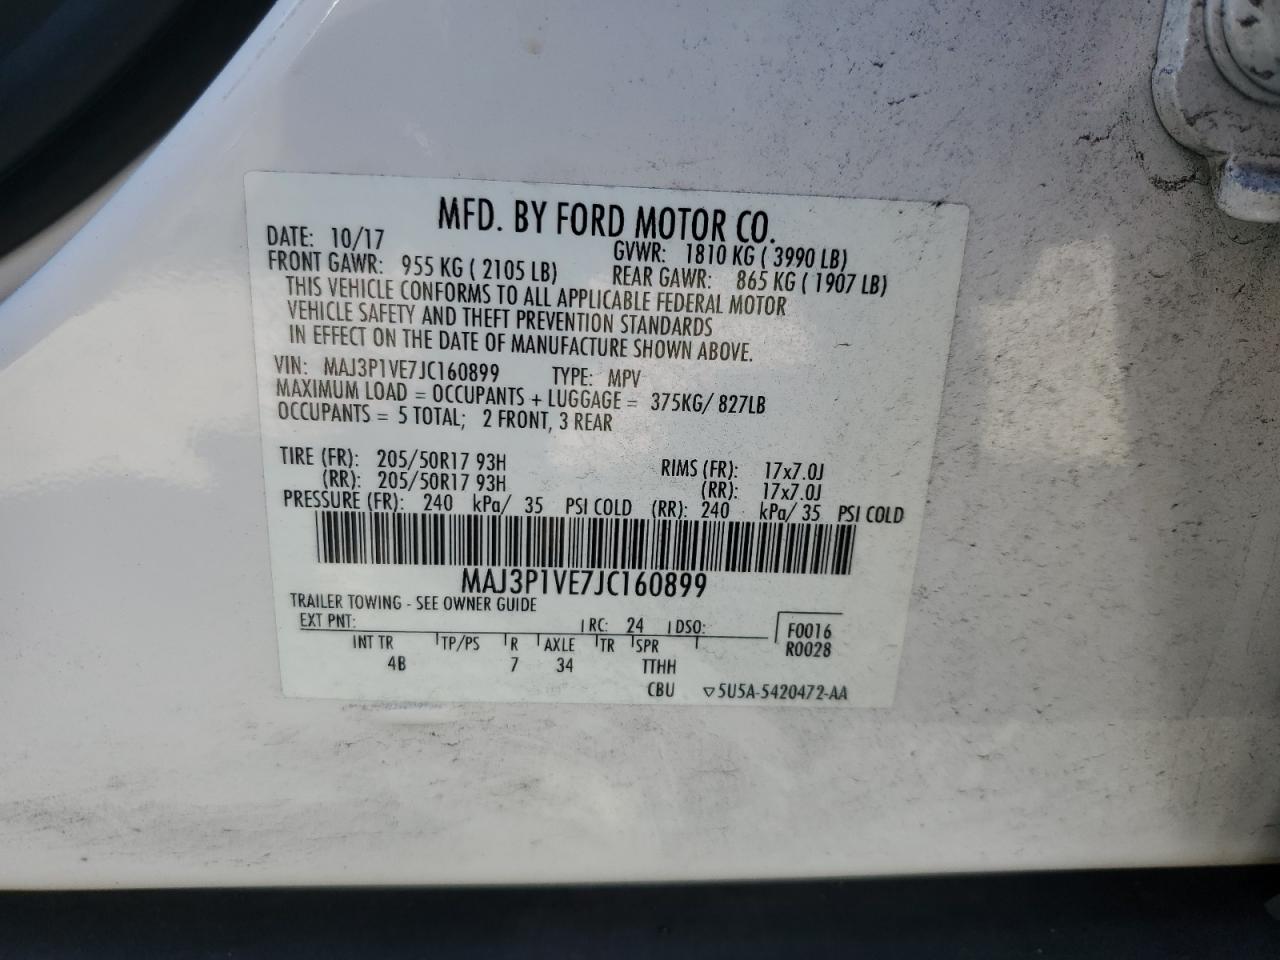 MFD. BY FORD MOTOR CO.
DATE: 10/17 GVWR: 1810 KG ( 3990 LB)
FRONT GAWR: 955 KG ( 2105 LB) REAR GAWR: 865 KG ( 1907 LB)
THIS VEHICLE CONFORMS TO ALL APPLICABLE FEDERAL MOTOR
VEHICLE SAFETY AND THEFT PREVENTION STANDARDS
IN EFFECT ON THE DATE OF MANUFACTURE SHOWN ABOVE.
VIN: MAJ3P1VE7JC160899 TYPE: MPV
MAXIMUM LOAD = OCCUPANTS + LUGGAGE = 375KG/ 827LB
OCCUPANTS = 5 TOTAL; 2 FRONT, 3 REAR
TIRE (FR): 205/50R17 93H RIMS (FR): 17x7.0J
(RR): 205/50R17 93H (RR): 17x7.0J
PRESSURE (FR): 240 kPa/ 35 PSI COLD (RR): 240 kPa/ 35 PSI COLD
MAJ3P1VE7JC160899
TRAILER TOWING - SEE OWNER GUIDE
EXT PNT: RC: 24 DSO: F0016
INT TR TP/PS R AXLE TR SPR R0028
4B 7 34 TTHH
CBU 5U5A-5420472-AA